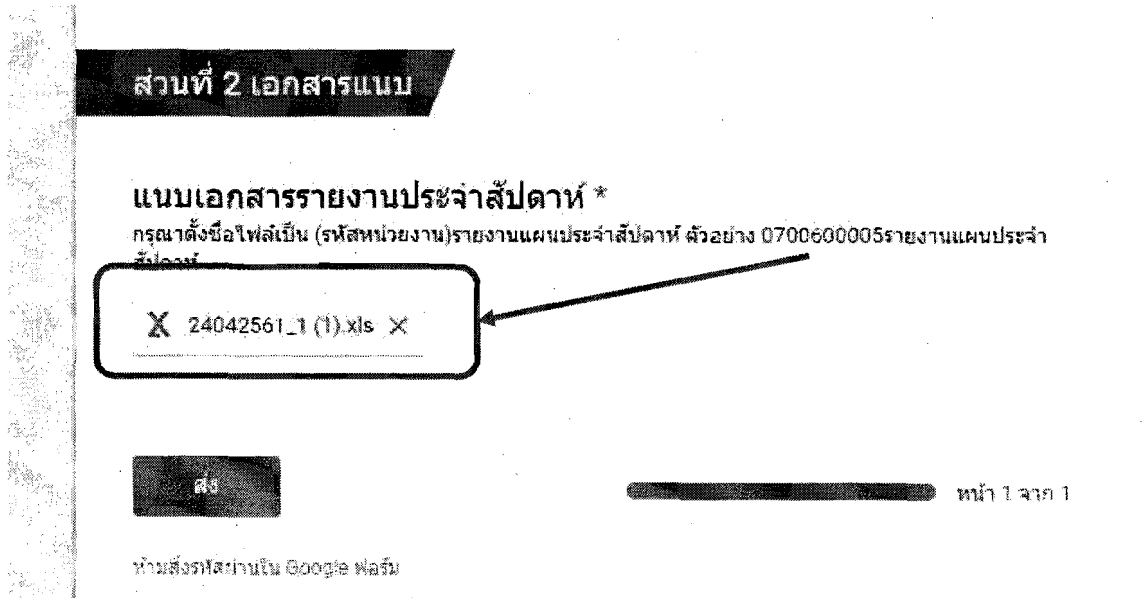 ส่วนที่ 2 เอกสารแนบ
แนบเอกสารรายงานประจำสัปดาห์ *
กรุณาตั้งชื่อไฟล์เป็น (รหัสหน่วยงาน)รายงานแผนประจำสัปดาห์ ตัวอย่าง 0700600005รายงานแผนประจำ
สัปดาห์
X 24042561_1 (1).xls ×
ส่ง
หน้า 1 จาก 1
ห้ามส่งรหัสผ่านใน Google ฟอร์ม